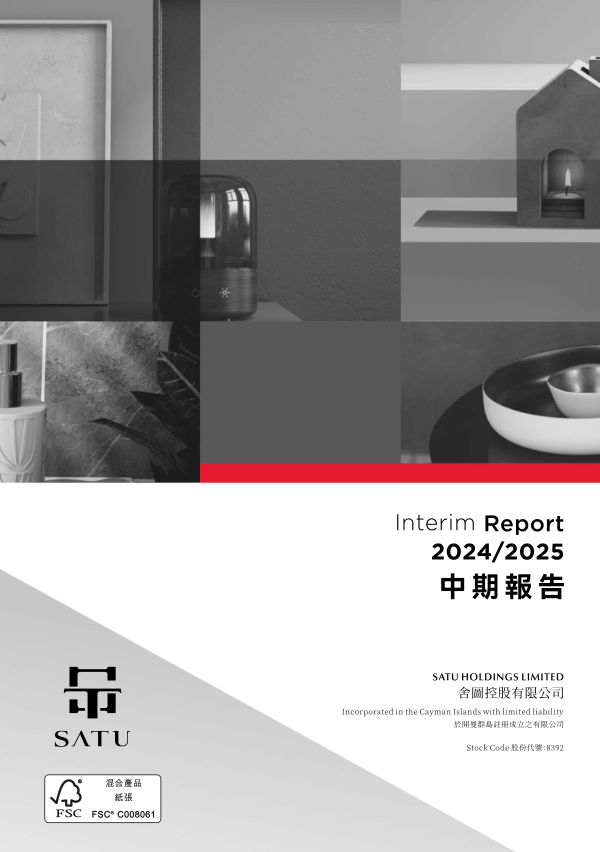 Interim Report
2024/2025
中期報告
SATU HOLDINGS LIMITED
舍圖控股有限公司
Incorporated in the Cayman Islands with limited liability
於開曼群島註冊成立之有限公司
Stock Code 股份代號:8392
SATU
混合產品
紙張
FSC
FSC® C008061